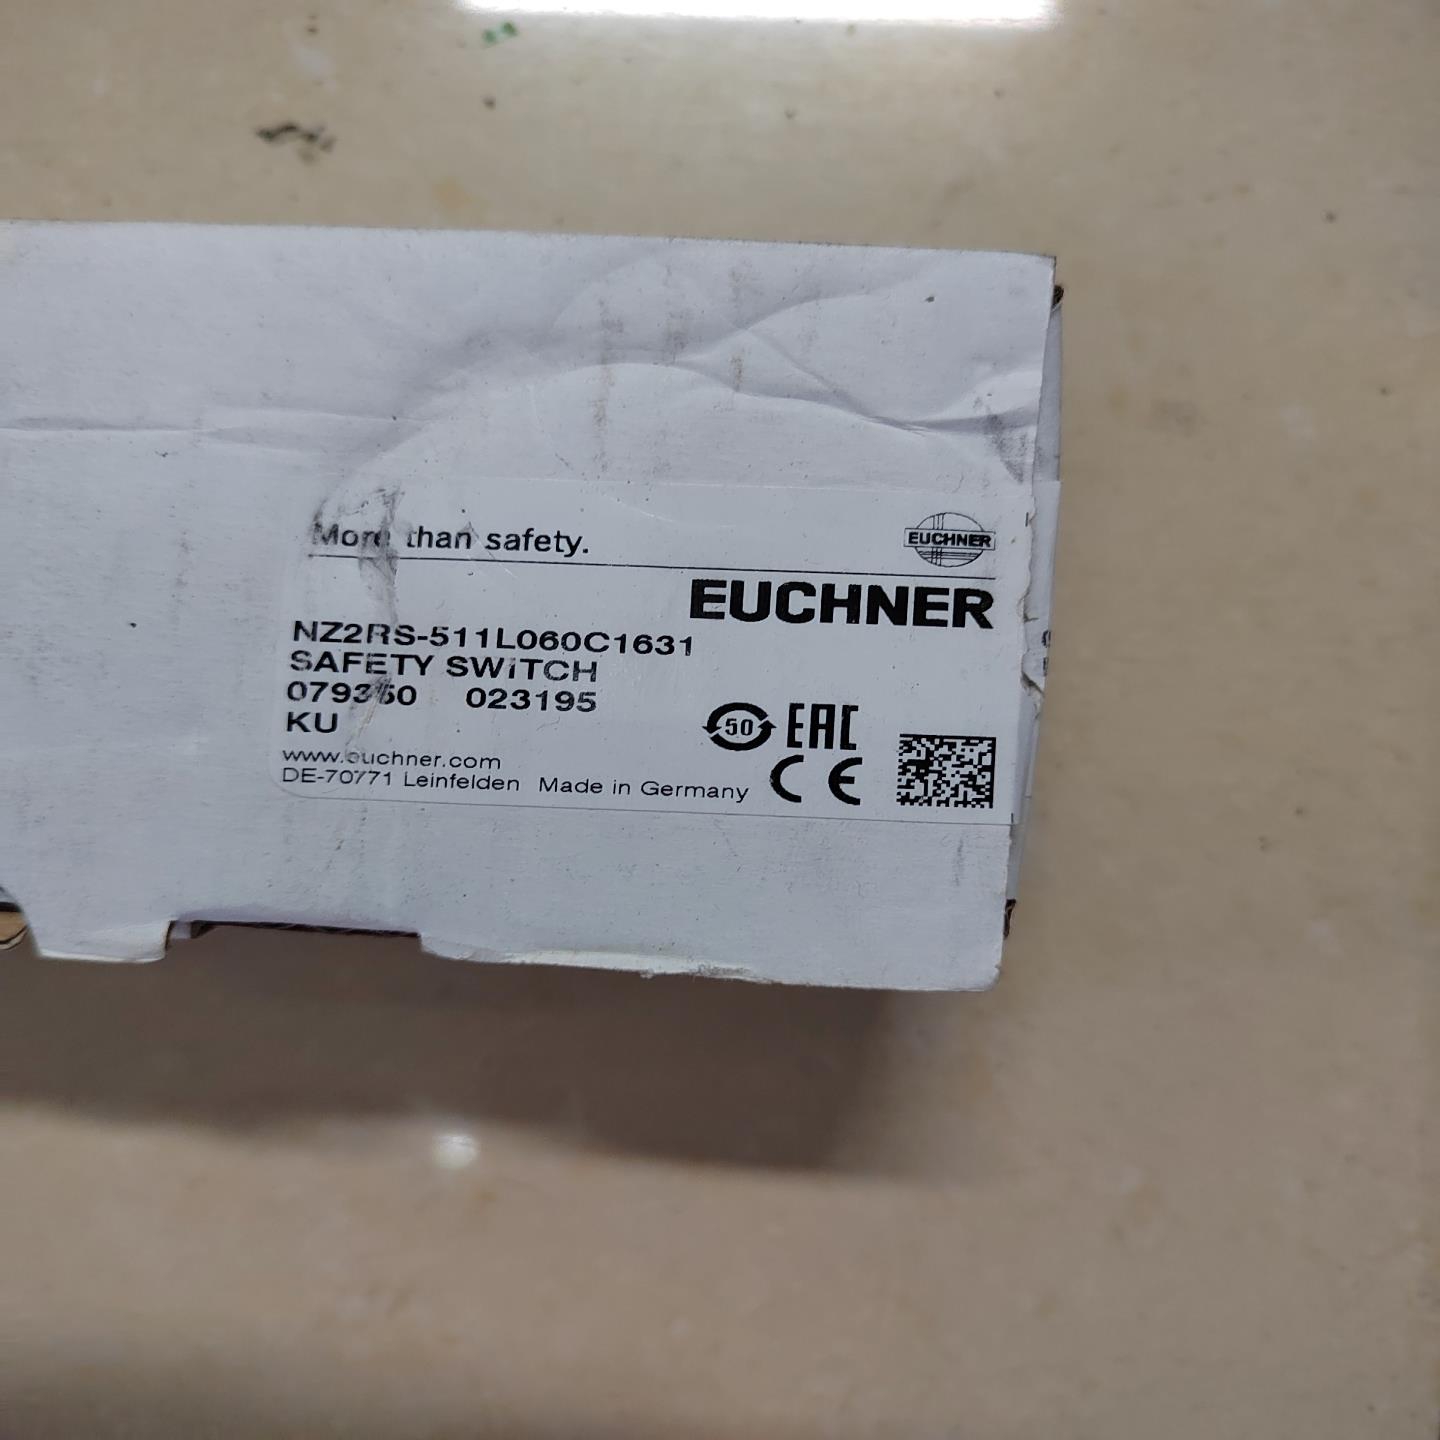 More than safety.
EUCHNER
EUCHNER
NZ2RS-511L060C1631
SAFETY SWITCH
023195
KU
50 EAC
www.euchner.com
CE
DE-70771 Leinfelden Made in Germany